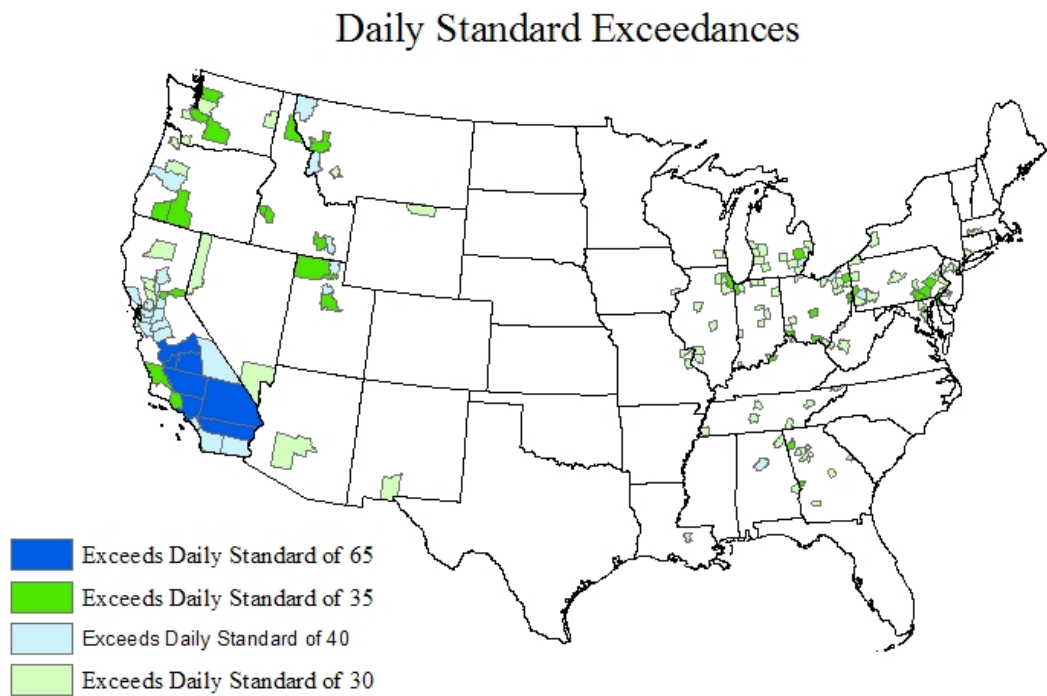 Daily Standard Exceedances
Exceeds Daily Standard of 65
Exceeds Daily Standard of 35
Exceeds Daily Standard of 40
Exceeds Daily Standard of 30